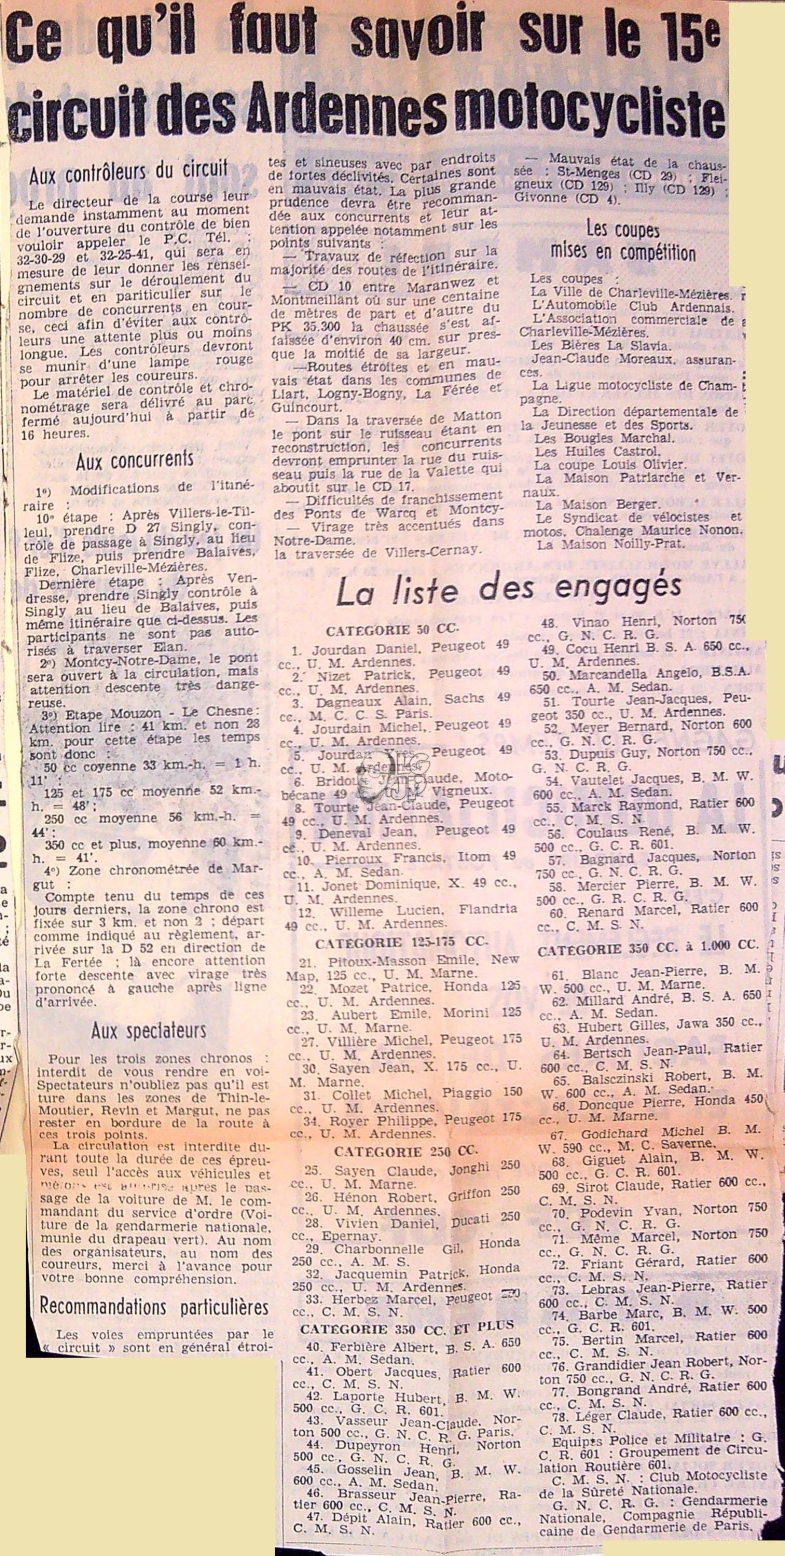 Ce qu'il faut savoir sur le 15e
circuit des Ardennes motocycliste
Aux contrôleurs du circuit
Le directeur de la course leur
demande instamment au moment
de l'ouverture du contrôle de bien
vouloir appeler le P.C. Tél. :
32-30-29 et 32-25-41, qui sera en
mesure de leur donner les rensei-
gnements sur le déroulement du
circuit et en pariticulier sur le
nombre de concurrents en cour-
se, ceci afin d'éviter aux contrô-
leurs une attente plus ou moins
longue. Les contrôleurs devront
se munir d'une lampe rouge
pour arrêter les coureurs.
Le matériel de contrôle et chro-
nométrage sera délivré au parc
fermé aujourd'hui à partir de
16 heures.
Aux concurrents
1°) Modifications de l'itiné-
raire :
10e étape : Après Villers-le-Til-
leul, prendre D 27 Singly, con-
trôle de passage à Singly, au lieu
de Flize, puis prendre Balaives,
Flize, Charleville-Mézières.
Dernière étape : Après Ven-
dresse, prendre Singly contrôle à
Singly au lieu de Balaives, puis
même itinéraire que ci-dessus. Les
participants ne sont pas auto-
risés à traverser Elan.
2°) Montcy-Notre-Dame, le pont
sera ouvert à la circulation, mais
attention descente très dange-
reuse.
3°) Etape Mouzon - Le Chesne :
Attention lire : 41 km. et non 28
km. pour cette étape les temps
sont donc :
50 cc coyenne 33 km.-h. = 1 h.
11' ;
125 et 175 cc moyenne 52 km.-
h. = 48' ;
250 cc moyenne 56 km.-h. =
44' ;
350 cc et plus, moyenne 60 km.-
h. = 41'.
4°) Zone chronométrée de Mar-
gut :
Compte tenu du temps de ces
jours derniers, la zone chrono est
fixée sur 3 km. et non 2 ; départ
comme indiqué au règlement, ar-
rivée sur la D 52 en direction de
La Fertée ; là encore attention
forte descente avec virage très
prononcé à gauche après ligne
d'arrivée.
Aux spectateurs
Pour les trois zones chronos :
interdit de vous rendre en voi-
Spectateurs n'oubliez pas qu'il est
ture dans les zones de Thin-le-
Moutier, Revin et Margut, ne pas
rester en bordure de la route à
ces trois points.
La circulation est interdite du-
rant toute la durée de ces épreu-
ves, seul l'accès aux véhicules et
est après le pas-
sage de la voiture de M. le com-
mandant du service d'ordre (Voi-
ture de la gendarmerie nationale,
munie du drapeau vert). Au nom
des organisateurs, au nom des
coureurs, merci à l'avance pour
votre bonne compréhension.
Recommandations particulières
Les voies empruntées par le
« circuit » sont en général étroi-
tes et sineuses avec par endroits
de fortes déclivités. Certaines sont
en mauvais état. La plus grande
prudence devra être recomman-
dée aux concurrents et leur at-
tention appelée notamment sur les
points suivants :
— Travaux de réfection sur la
majorité des routes de l'itinéraire.
— CD 10 entre Maranwez et
Montmeillant où sur une centaine
de mètres de part et d'autre du
PK 35.300 la chaussée s'est af-
faissée d'environ 40 cm. sur pres-
que la moitié de sa largeur.
—Routes étroites et en mau-
vais état dans les communes de
Liart, Logny-Bogny, La Férée et
Guincourt.
— Dans la traversée de Matton
le pont sur le ruisseau étant en
reconstruction, les concurrents
devront emprunter la rue du ruis-
seau puis la rue de la Valette qui
aboutit sur le CD 17.
— Difficultés de franchissement
des Ponts de Warcq et Montcy-
— Virage très accentués dans
Notre-Dame.
la traversée de Villers-Cernay.
— Mauvais état de la chaus-
sée : St-Menges (CD 29) ; Flei-
gneux (CD 129) ; Illy (CD 129) ;
Givonne (CD 4).
Les coupes
mises en compétition
Les coupes :
La Ville de Charleville-Mézières.
L'Automobile Club Ardennais.
L'Association commerciale de
Charleville-Mézières.
Les Bières La Slavia.
Jean-Claude Moreaux, assuran-
ces.
La Ligue motocycliste de Cham-
pagne.
La Direction départementale de
la Jeunesse et des Sports.
Les Bougies Marchal.
Les Huiles Castrol.
La coupe Louis Olivier.
La Maison Patriarche et Ver-
naux.
La Maison Berger.
Le Syndicat de vélocistes et
motos, Chalenge Maurice Nonon.
La Maison Noilly-Prat.
La liste des engagés
CATEGORIE 50 CC.
1. Jourdan Daniel, Peugeot 49
cc., U. M. Ardennes.
2. Nizet Patrick, Peugeot 49
cc., U. M. Ardennes.
3. Dagneaux Alain, Sachs 49
cc., M. C. C. S. Paris.
4. Jourdain Michel, Peugeot 49
cc., U. M. Ardennes.
5. Jourdan Peugeot 49
cc., U. M. Ardennes.
6. Bridou Jean-Claude, Moto-
bécane 49 Vigneux.
8. Tourte Jean-Claude, Peugeot
49 cc., U. M. Ardennes.
9. Deneval Jean, Peugeot 49
cc., U. M. Ardennes.
10. Pierroux Francis, Itom 49
cc., A. M. Sedan.
11. Jonet Dominique, X. 49 cc.,
U. M. Ardennes.
12. Willeme Lucien, Flandria
49 cc., U. M. Ardennes.
CATÉGORIE 125-175 CC.
21. Pitoux-Masson Emile, New
Map, 125 cc., U. M. Marne.
22. Mozet Patrice, Honda 125
cc., U. M. Ardennes.
23. Aubert Emile, Morini 125
cc., U. M. Marne.
27. Villière Michel, Peugeot 175
cc., U. M. Ardennes.
30. Sayen Jean, X. 175 cc., U.
M. Marne.
31. Collet Michel, Piaggio 150
cc., U. M. Ardennes.
34. Royer Philippe, Peugeot 175
cc., U. M. Ardennes.
CATÉGORIE 250 CC.
25. Sayen Claude, Jonghi 250
cc., U. M. Marne.
26. Hénon Robert, Griffon 250
cc., U. M. Ardennes.
28. Vivien Daniel, Ducati 250
cc., Epernay.
29. Charbonnelle Gil, Honda
250 cc., A. M. S.
32. Jacquemin Patrick, Honda
250 cc., U. M. Ardennes.
33. Herbez Marcel, Peugeot
cc., C. M. S. N.
CATÉGORIE 350 CC. ET PLUS
40. Ferbière Albert, B. S. A. 650
cc., A. M. Sedan.
41. Obert Jacques, Ratier 600
cc., C. M. S. N.
42. Laporte Hubert, B. M. W.
500 cc., G. C. R. 601.
43. Vasseur Jean-Claude, Nor-
ton 500 cc., G. N. C. R. G. Paris.
44. Dupeyron Henri, Norton
500 cc., G. N. C. R. G.
45. Gosselin Jean, B. M. W.
600 cc., A. M. Sedan.
46. Brasseur Jean-Pierre, Ra-
tier 600 cc., C. M. S. N.
47. Dépit Alain, Ratier 600 cc.,
C. M. S. N.
48. Vinao Henri, Norton 750
cc., G. N. C. R. G.
49. Cocu Henri B. S. A. 650 cc.,
U. M. Ardennes.
50. Marcandella Angelo, B.S.A.
650 cc., A. M. Sedan.
51. Tourte Jean-Jacques, Peu-
geot 350 cc., U. M. Ardennes.
52. Meyer Bernard, Norton 600
cc., G. N. C. R. G.
53. Dupuis Guy, Norton 750 cc.,
G. N. C. R. G.
54. Vautelet Jacques, B. M. W.
600 cc., A. M. Sedan.
55. Marck Raymond, Ratier 600
cc., C. M. S. N.
56. Coulaus René, B. M. W.
500 cc., G. C. R. 601.
57. Bagnard Jacques, Norton
750 cc., G. N. C. R. G.
58. Mercier Pierre, B. M. W.
500 cc., G. R. C. R. G.
60. Renard Marcel, Ratier 600
cc., C. M. S. N.
CATÉGORIE 350 CC. à 1.000 CC.
61. Blanc Jean-Pierre, B. M.
W. 500 cc., U. M. Marne.
62. Millard André, B. S. A. 650
cc., A. M. Sedan.
63. Hubert Gilles, Jawa 350 cc.,
U. M. Ardennes.
64. Bertsch Jean-Paul, Ratier
600 cc., C. M. S. N.
65. Balsczinski Robert, B. M.
W. 600 cc., A. M. Sedan.
66. Doncque Pierre, Honda 450
cc., U. M. Marne.
67. Godichard Michel B. M.
W. 590 cc., M. C. Saverne.
68. Giguet Alain, B. M. W.
500 cc., G. C. R. 601.
69. Sirot Claude, Ratier 600 cc.,
C. M. S. N.
70. Podevin Yvan, Norton 750
cc., G. N. C. R. G.
71. Même Marcel, Norton 750
cc., G. N. C. R. G.
72. Friant Gérard, Ratier 600
cc., C. M. S. N.
73. Lebras Jean-Pierre, Ratier
600 cc., C. M. S. N.
74. Barbe Marc, B. M. W. 500
cc., G. C. R. 601.
75. Bertin Marcel, Ratier 600
cc., C. M. S. N.
76. Grandidier Jean Robert, Nor-
ton 750 cc., G. N. C. R. G.
77. Bongrand André, Ratier 600
cc., C. M. S. N.
78. Léger Claude, Ratier 600 cc.,
C. M. S. N.
Equipes Police et Militaire : G.
C. R. 601 : Groupement de Circu-
lation Routière 601.
C. M. S. N. : Club Motocycliste
de la Sûreté Nationale.
G. N. C. R. G. : Gendarmerie
Nationale, Compagnie Républi-
caine de Gendarmerie de Paris.